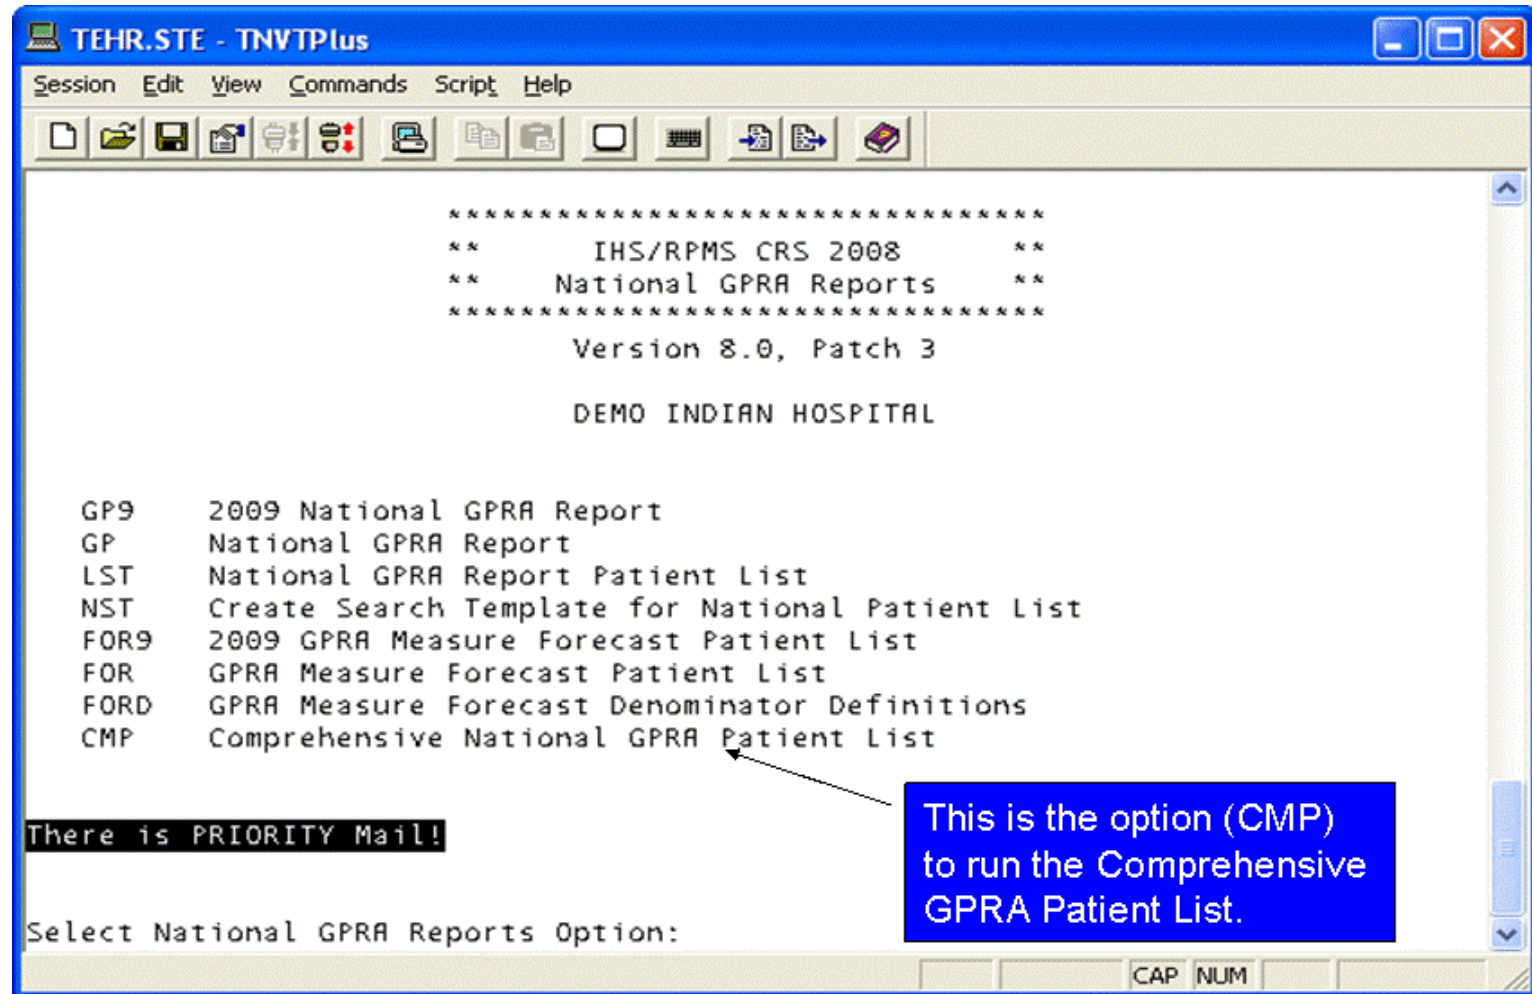 TEHR.STE - TNVTPlus
Session Edit View Commands Script Help
**********************************
** IHS/RPMS CRS 2008 **
** National GPRA Reports **
**********************************
Version 8.0, Patch 3
DEMO INDIAN HOSPITAL
GP9 2009 National GPRA Report
GP National GPRA Report
LST National GPRA Report Patient List
NST Create Search Template for National Patient List
FOR9 2009 GPRA Measure Forecast Patient List
FOR GPRA Measure Forecast Patient List
FORD GPRA Measure Forecast Denominator Definitions
CMP Comprehensive National GPRA Patient List
This is the option (CMP)
to run the Comprehensive
GPRA Patient List.
There is PRIORITY Mail!
Select National GPRA Reports Option:
CAP NUM